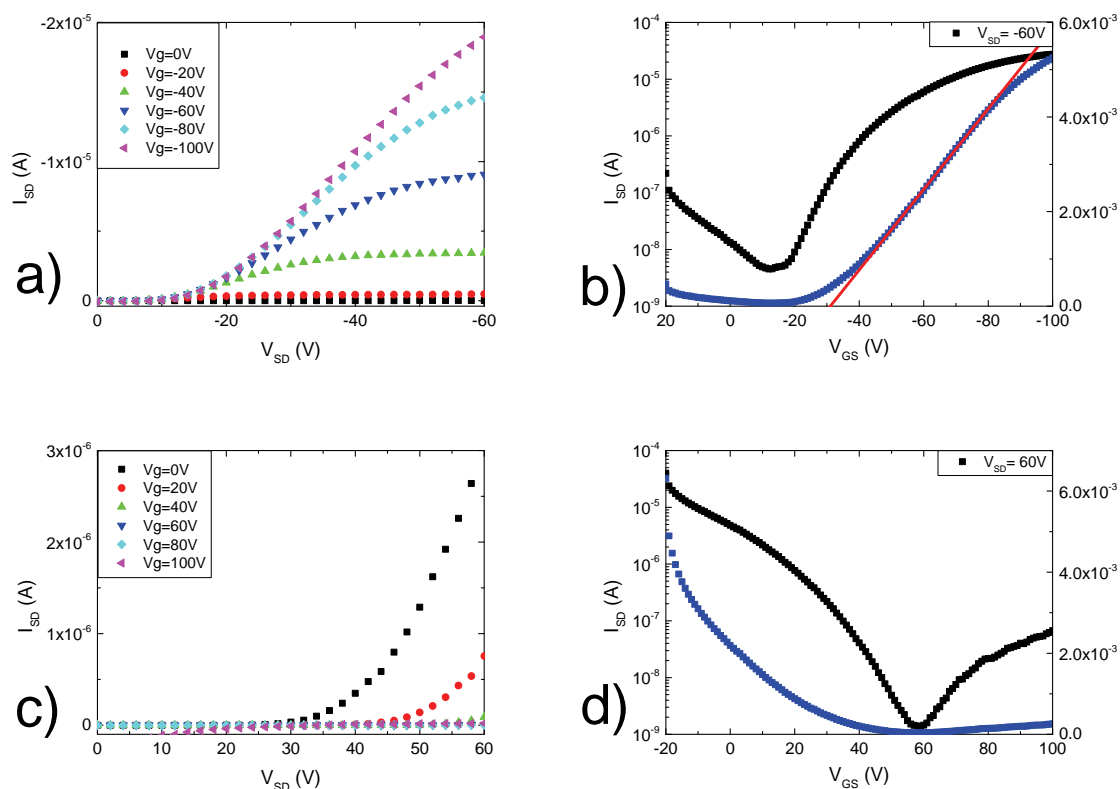 a)
-2x10⁻⁵
-1x10⁻⁵
0
I_SD (A)
Vg=0V
Vg=-20V
Vg=-40V
Vg=-60V
Vg=-80V
Vg=-100V
0 -20 -40 -60
V_SD (V)
b)
10⁻⁴
10⁻⁵
10⁻⁶
10⁻⁷
10⁻⁸
10⁻⁹
I_SD (A)
V_SD= -60V
6.0x10⁻³
4.0x10⁻³
2.0x10⁻³
0.0
20 0 -20 -40 -60 -80 -100
V_GS (V)
c)
3x10⁻⁶
2x10⁻⁶
1x10⁻⁶
0
I_SD (A)
Vg=0V
Vg=20V
Vg=40V
Vg=60V
Vg=80V
Vg=100V
0 10 20 30 40 50 60
V_SD (V)
d)
10⁻⁴
10⁻⁵
10⁻⁶
10⁻⁷
10⁻⁸
10⁻⁹
I_SD (A)
V_SD= 60V
6.0x10⁻³
4.0x10⁻³
2.0x10⁻³
0.0
-20 0 20 40 60 80 100
V_GS (V)